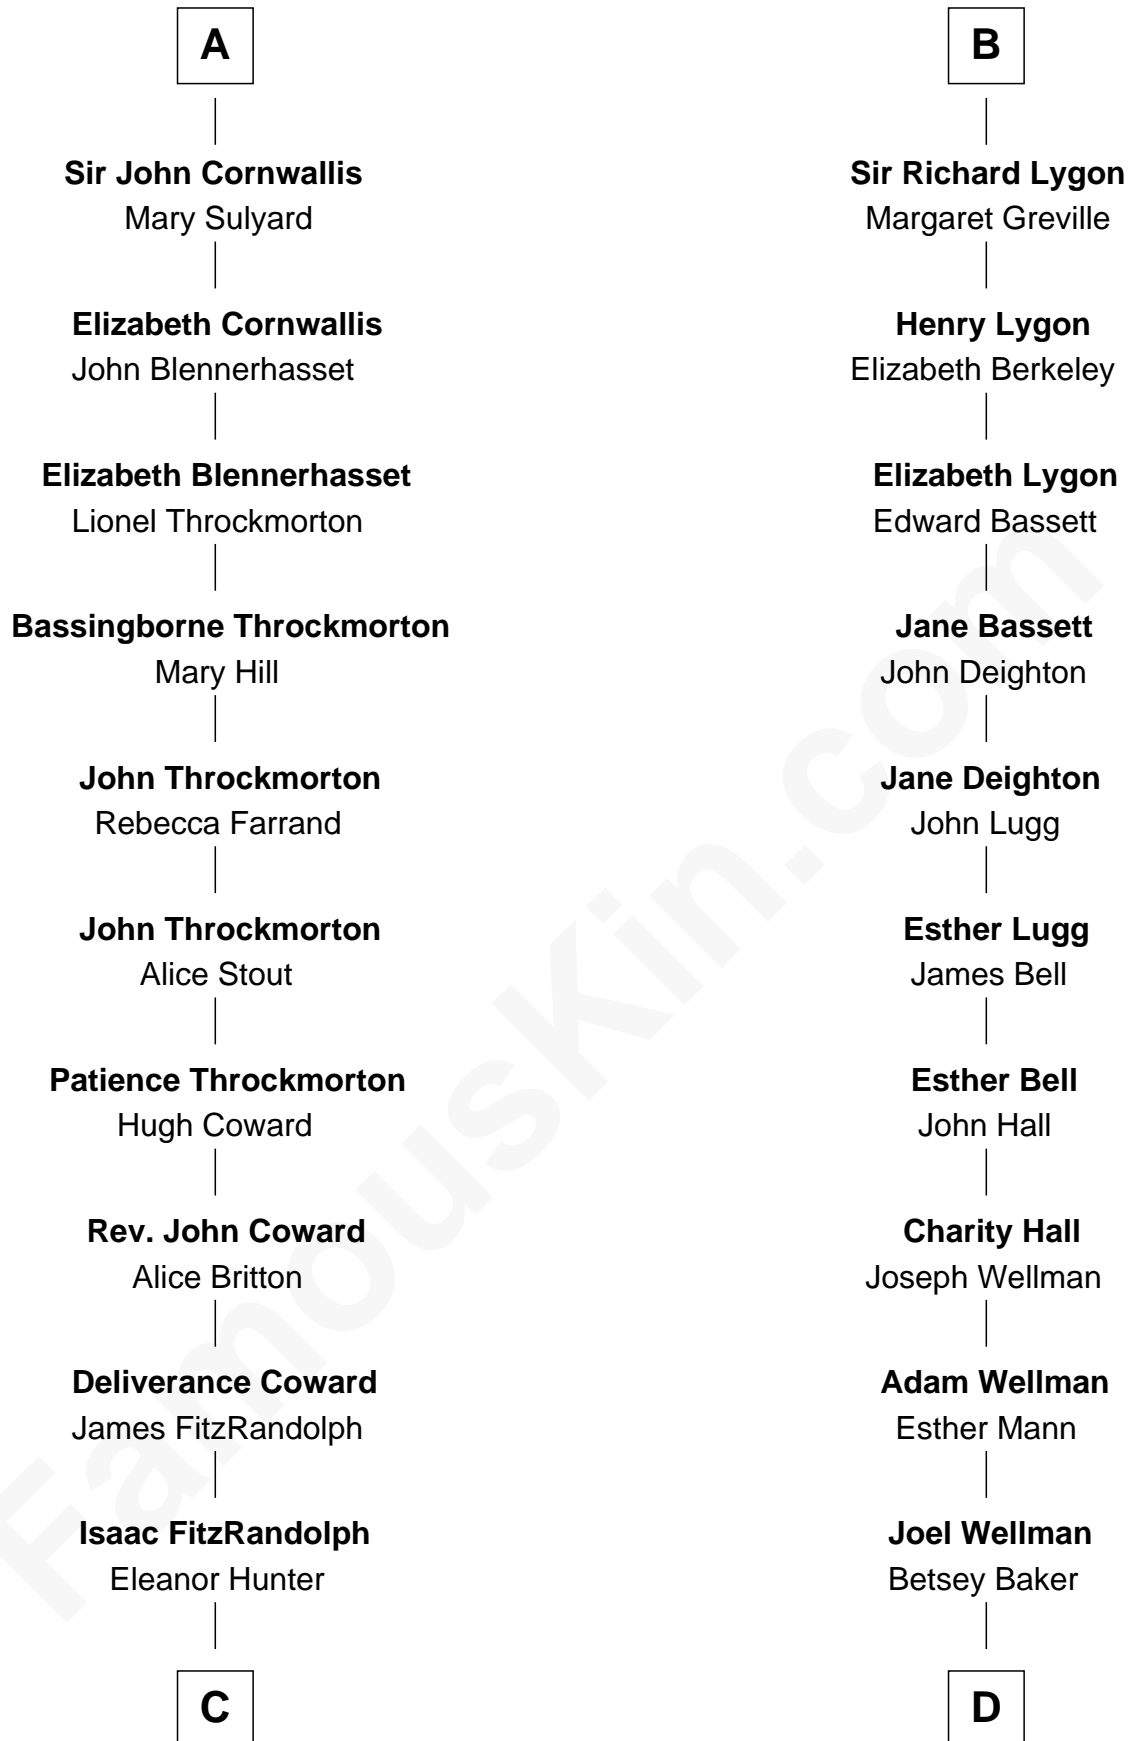 A
Sir John Cornwallis
Mary Sulyard
Elizabeth Cornwallis
John Blennerhasset
Elizabeth Blennerhasset
Lionel Throckmorton
Bassingborne Throckmorton
Mary Hill
John Throckmorton
Rebecca Farrand
John Throckmorton
Alice Stout
Patience Throckmorton
Hugh Coward
Rev. John Coward
Alice Britton
Deliverance Coward
James FitzRandolph
Isaac FitzRandolph
Eleanor Hunter
C
B
Sir Richard Lygon
Margaret Greville
Henry Lygon
Elizabeth Berkeley
Elizabeth Lygon
Edward Bassett
Jane Bassett
John Deighton
Jane Deighton
John Lugg
Esther Lugg
James Bell
Esther Bell
John Hall
Charity Hall
Joseph Wellman
Adam Wellman
Esther Mann
Joel Wellman
Betsey Baker
D
FamousKin.com